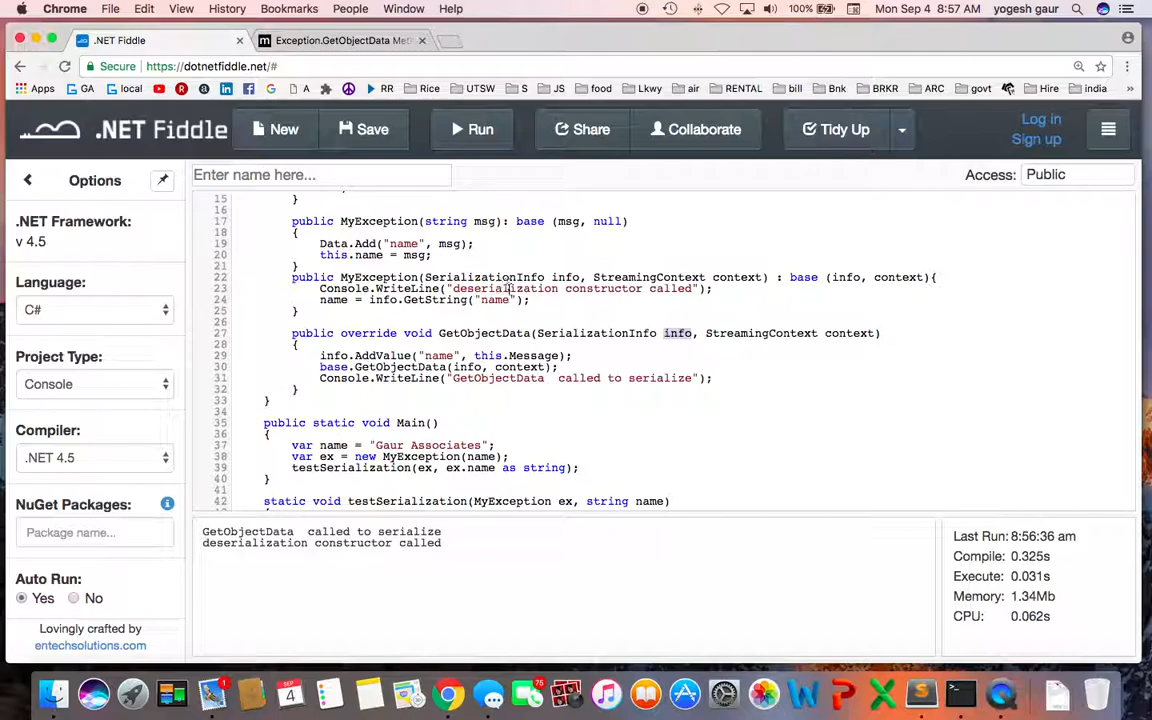 Chrome File Edit View History Bookmarks People Window Help 100% Mon Sep 4 8:57 AM yogesh gaur
.NET Fiddle Exception.GetObjectData Met
Secure https://dotnetfiddle.net/#
Apps GA local RR Rice UTSW S JS food Lkwy air RENTAL bill Bnk BRKR ARC govt Hire india »
.NET Fiddle New Save Run Share Collaborate Tidy Up Log in
Sign up
Options
Enter name here...
Access: Public
.NET Framework:
v 4.5
Language:
C#
Project Type:
Console
Compiler:
.NET 4.5
NuGet Packages:
Package name...
Auto Run:
Yes No
Lovingly crafted by
entechsolutions.com
15 }
16
17 public MyException(string msg): base (msg, null)
18 {
19 Data.Add("name", msg);
20 this.name = msg;
21 }
22 public MyException(SerializationInfo info, StreamingContext context) : base (info, context){
23 Console.WriteLine("deserialization constructor called");
24 name = info.GetString("name");
25 }
26
27 public override void GetObjectData(SerializationInfo info, StreamingContext context)
28 {
29 info.AddValue("name", this.Message);
30 base.GetObjectData(info, context);
31 Console.WriteLine("GetObjectData called to serialize");
32 }
33 }
34
35 public static void Main()
36 {
37 var name = "Gaur Associates";
38 var ex = new MyException(name);
39 testSerialization(ex, ex.name as string);
40 }
41
42 static void testSerialization(MyException ex, string name)
GetObjectData called to serialize
deserialization constructor called
Last Run: 8:56:36 am
Compile: 0.325s
Execute: 0.031s
Memory: 1.34Mb
CPU: 0.062s
1 4 75